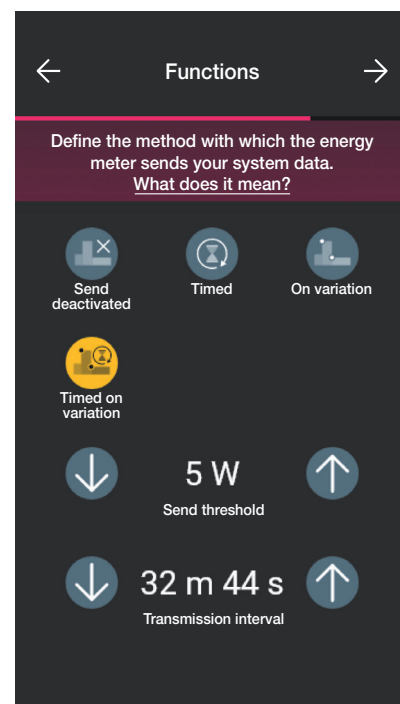 Functions
Define the method with which the energy
meter sends your system data.
What does it mean?
Send
deactivated
Timed
On variation
Timed on
variation
5 W
Send threshold
32 m 44 s
Transmission interval